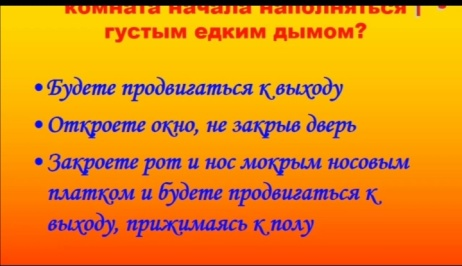 комната начала наполняться
густым едким дымом?
• Будете продвигаться к выходу
• Откроете окно, не закрыв дверь
• Закроете рот и нос мокрым носовым
платком и будете продвигаться к
выходу, прижимаясь к полу